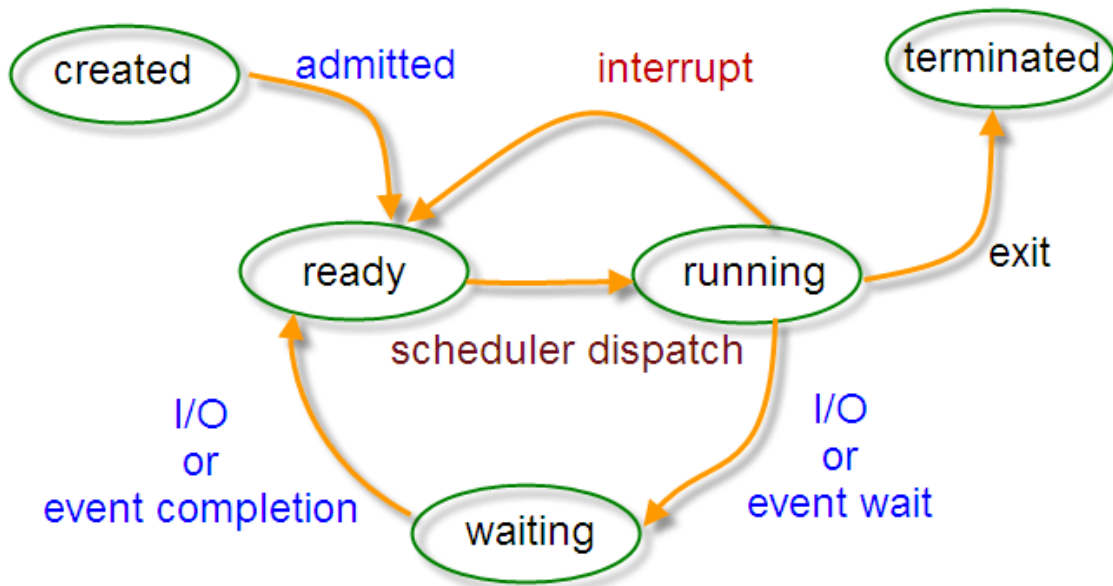 created
admitted
interrupt
terminated
ready
running
exit
scheduler dispatch
I/O
or
event completion
I/O
or
event wait
waiting